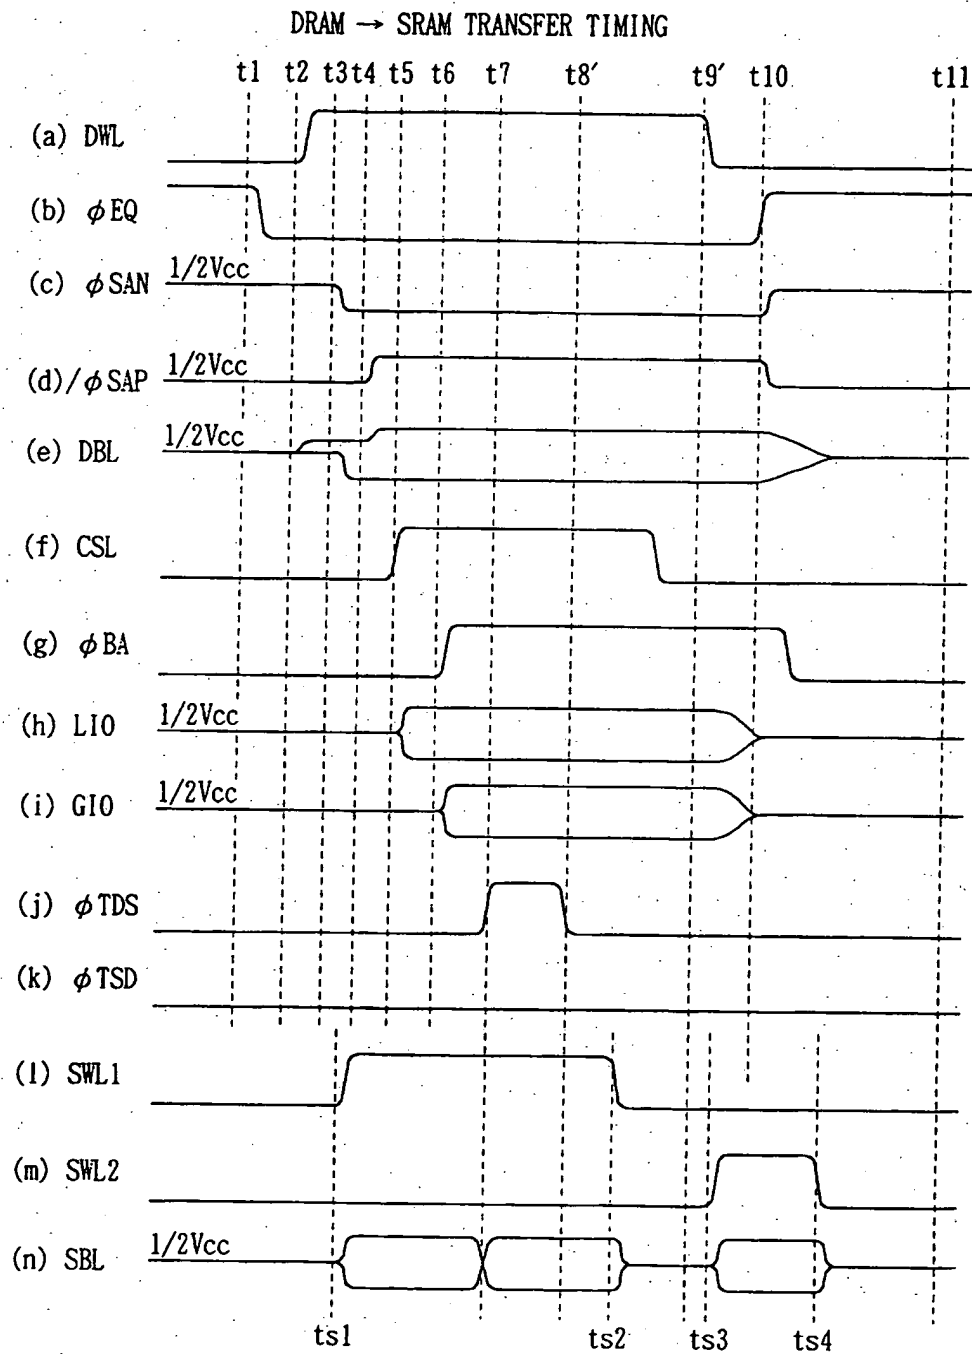 DRAM → SRAM TRANSFER TIMING
t1 t2 t3 t4 t5 t6 t7 t8′ t9′ t10 t11
(a) DWL
(b) φEQ
(c) φSAN 1/2Vcc
(d)/φSAP 1/2Vcc
(e) DBL 1/2Vcc
(f) CSL
(g) φBA
(h) LIO 1/2Vcc
(i) GIO 1/2Vcc
(j) φTDS
(k) φTSD
(l) SWL1
(m) SWL2
(n) SBL 1/2Vcc
ts1 ts2 ts3 ts4